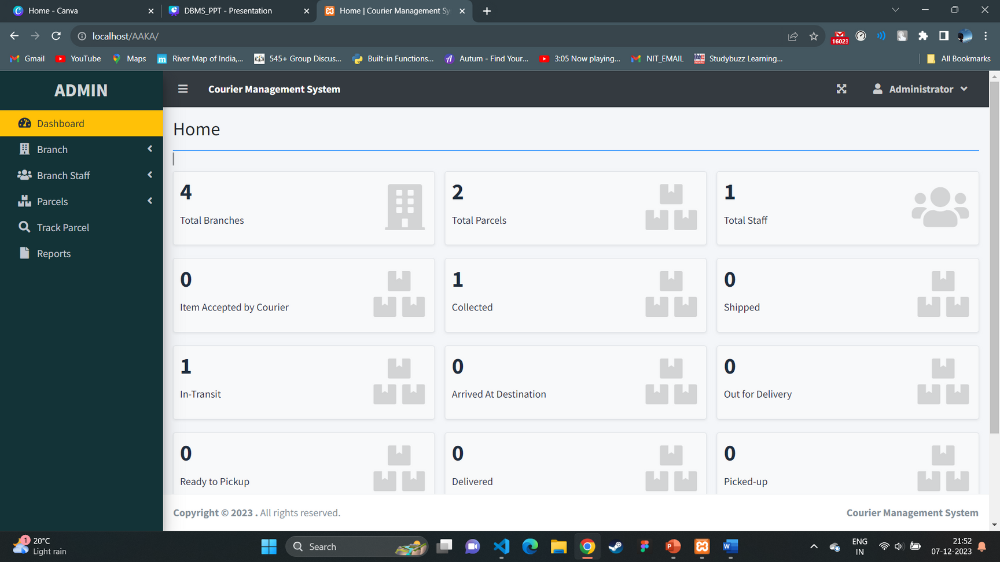 Home - Canva
DBMS_PPT - Presentation
Home | Courier Management Sy
localhost/AAKA/
16023
Gmail
YouTube
Maps
River Map of India,...
545+ Group Discus...
Built-in Functions...
Autum - Find Your...
3:05 Now playing...
NIT_EMAIL
Studybuzz Learning...
All Bookmarks
ADMIN
Courier Management System
Administrator
Dashboard
Branch
Branch Staff
Parcels
Track Parcel
Reports
Home
4
Total Branches
2
Total Parcels
1
Total Staff
0
Item Accepted by Courier
1
Collected
0
Shipped
1
In-Transit
0
Arrived At Destination
0
Out for Delivery
0
Ready to Pickup
0
Delivered
0
Picked-up
Copyright © 2023 . All rights reserved.
Courier Management System
1
20°C
Light rain
Search
ENG
IN
21:52
07-12-2023